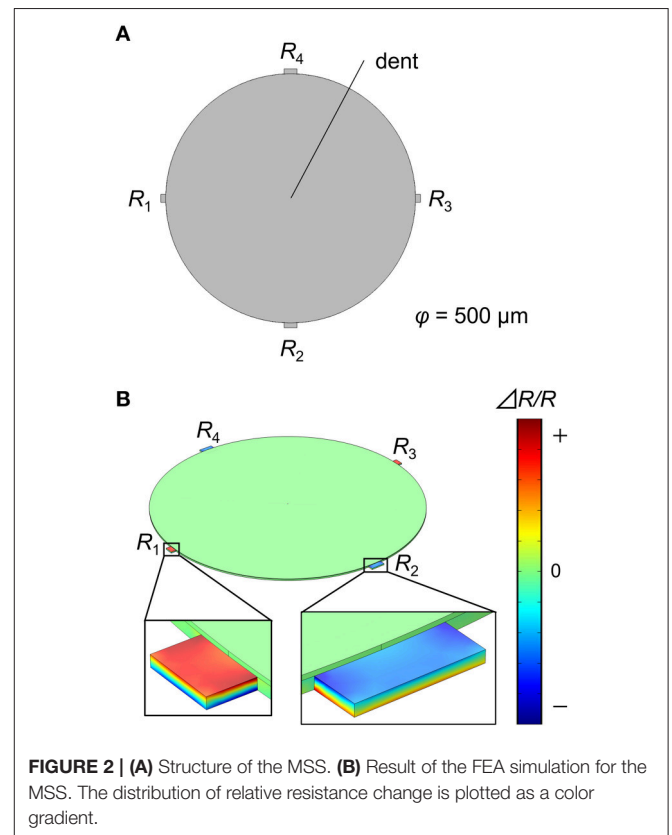 A
R4
dent
R1
R3
φ = 500 μm
R2
B
⊿R/R
R4
R3
+
R1
R2
0
−
FIGURE 2 | (A) Structure of the MSS. (B) Result of the FEA simulation for the
MSS. The distribution of relative resistance change is plotted as a color
gradient.